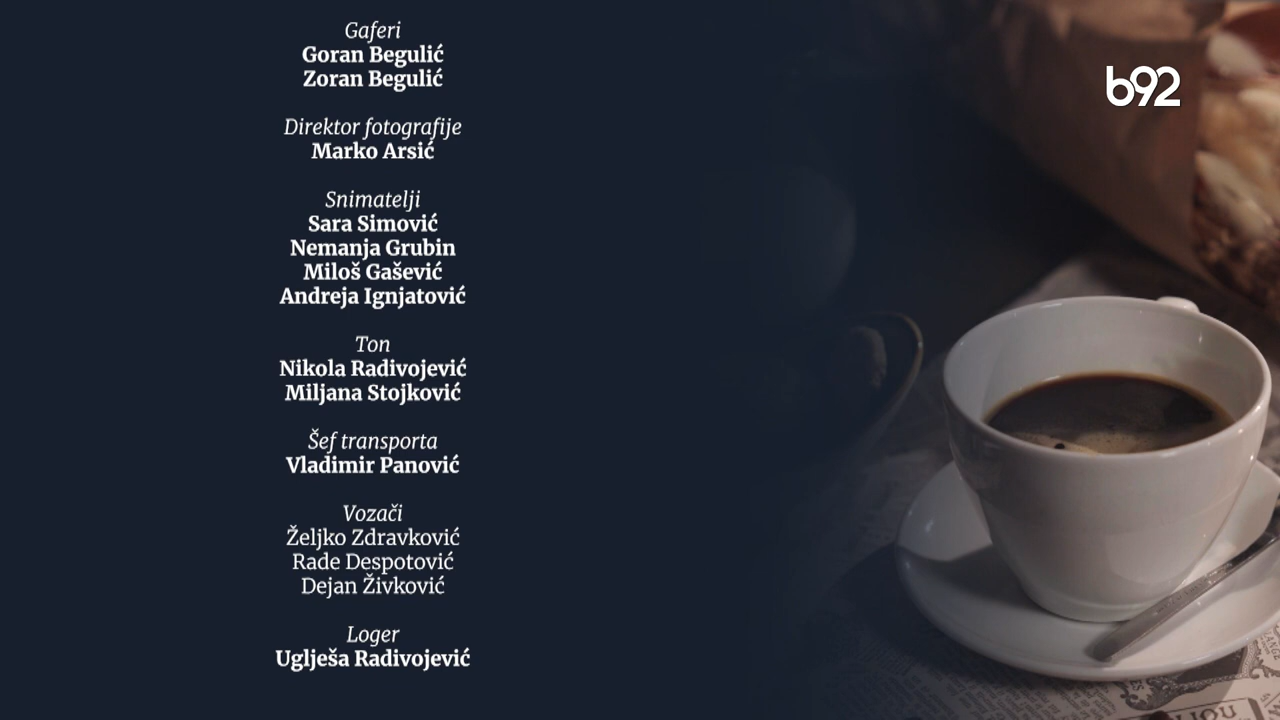 Gaferi
Goran Begulić
Zoran Begulić
Direktor fotografije
Marko Arsić
Snimatelji
Sara Simović
Nemanja Grubin
Miloš Gašević
Andreja Ignjatović
Ton
Nikola Radivojević
Miljana Stojković
Šef transporta
Vladimir Panović
Vozači
Željko Zdravković
Rade Despotović
Dejan Živković
Loger
Uglješa Radivojević
b92